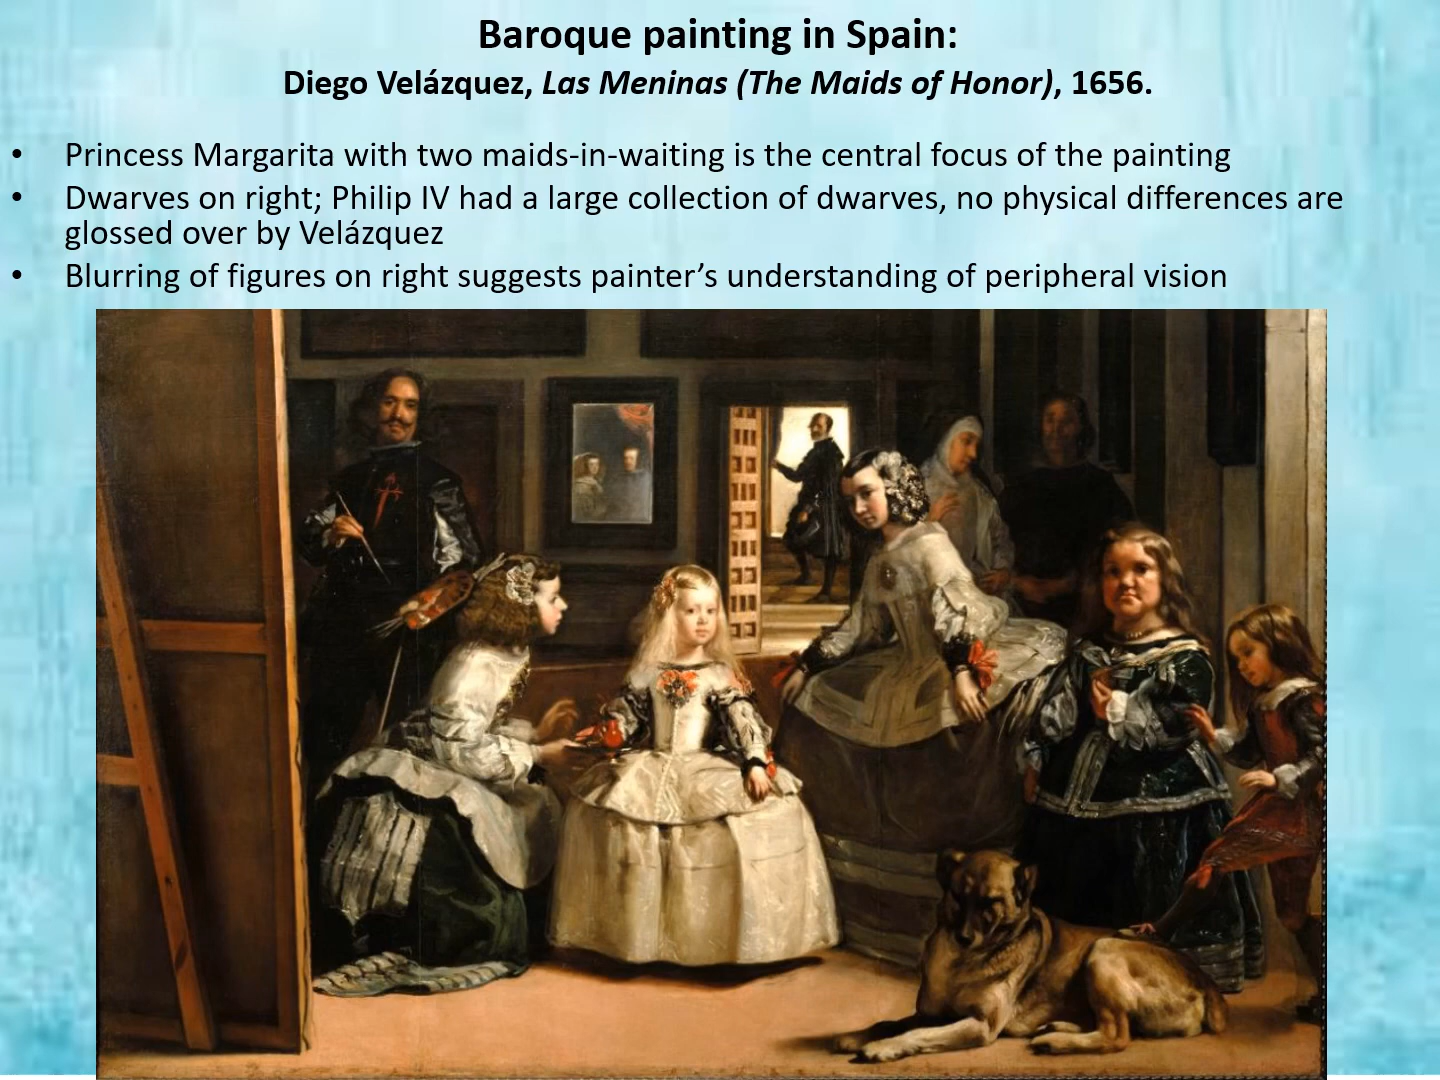 Baroque painting in Spain:
Diego Velázquez, Las Meninas (The Maids of Honor), 1656.
• Princess Margarita with two maids-in-waiting is the central focus of the painting
• Dwarves on right; Philip IV had a large collection of dwarves, no physical differences are
glossed over by Velázquez
• Blurring of figures on right suggests painter’s understanding of peripheral vision